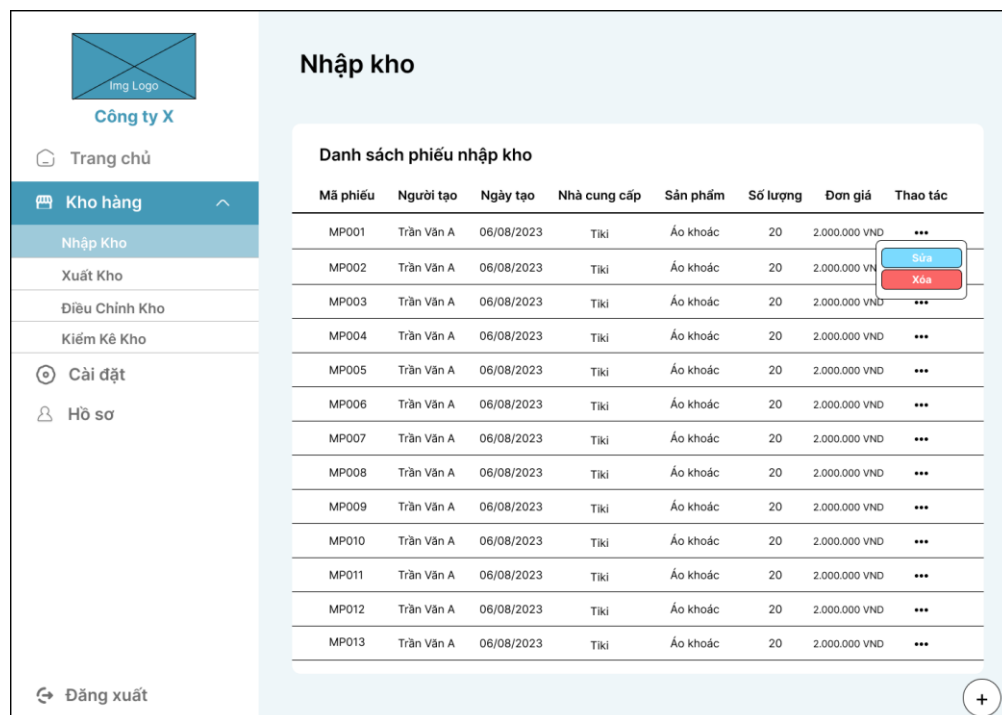 Img Logo
Công ty X
Trang chủ
Kho hàng
Nhập Kho
Xuất Kho
Điều Chỉnh Kho
Kiểm Kê Kho
Cài đặt
Hồ sơ
Đăng xuất
Nhập kho
Danh sách phiếu nhập kho
Mã phiếu Người tạo Ngày tạo Nhà cung cấp Sản phẩm Số lượng Đơn giá Thao tác
MP001 Trần Văn A 06/08/2023 Tiki Áo khoác 20 2.000.000 VND •••
Sửa
MP002 Trần Văn A 06/08/2023 Tiki Áo khoác 20 2.000.000 VN
Xóa
MP003 Trần Văn A 06/08/2023 Tiki Áo khoác 20 2.000.000 VND •••
MP004 Trần Văn A 06/08/2023 Tiki Áo khoác 20 2.000.000 VND •••
MP005 Trần Văn A 06/08/2023 Tiki Áo khoác 20 2.000.000 VND •••
MP006 Trần Văn A 06/08/2023 Tiki Áo khoác 20 2.000.000 VND •••
MP007 Trần Văn A 06/08/2023 Tiki Áo khoác 20 2.000.000 VND •••
MP008 Trần Văn A 06/08/2023 Tiki Áo khoác 20 2.000.000 VND •••
MP009 Trần Văn A 06/08/2023 Tiki Áo khoác 20 2.000.000 VND •••
MP010 Trần Văn A 06/08/2023 Tiki Áo khoác 20 2.000.000 VND •••
MP011 Trần Văn A 06/08/2023 Tiki Áo khoác 20 2.000.000 VND •••
MP012 Trần Văn A 06/08/2023 Tiki Áo khoác 20 2.000.000 VND •••
MP013 Trần Văn A 06/08/2023 Tiki Áo khoác 20 2.000.000 VND •••
+